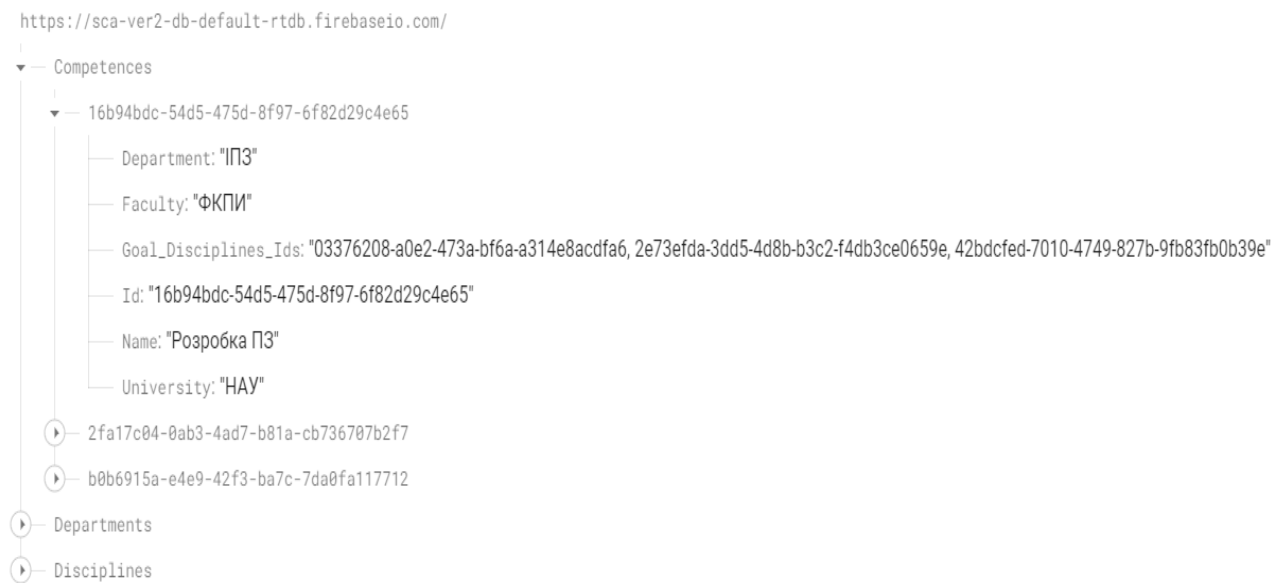 https://sca-ver2-db-default-rtdb.firebaseio.com/
Competences
16b94bdc-54d5-475d-8f97-6f82d29c4e65
Department: "ІПЗ"
Faculty: "ФКПИ"
Goal_Disciplines_Ids: "03376208-a0e2-473a-bf6a-a314e8acdfa6, 2e73efda-3dd5-4d8b-b3c2-f4db3ce0659e, 42bdcfed-7010-4749-827b-9fb83fb0b39e"
Id: "16b94bdc-54d5-475d-8f97-6f82d29c4e65"
Name: "Розробка ПЗ"
University: "НАУ"
2fa17c04-0ab3-4ad7-b81a-cb736707b2f7
b0b6915a-e4e9-42f3-ba7c-7da0fa117712
Departments
Disciplines